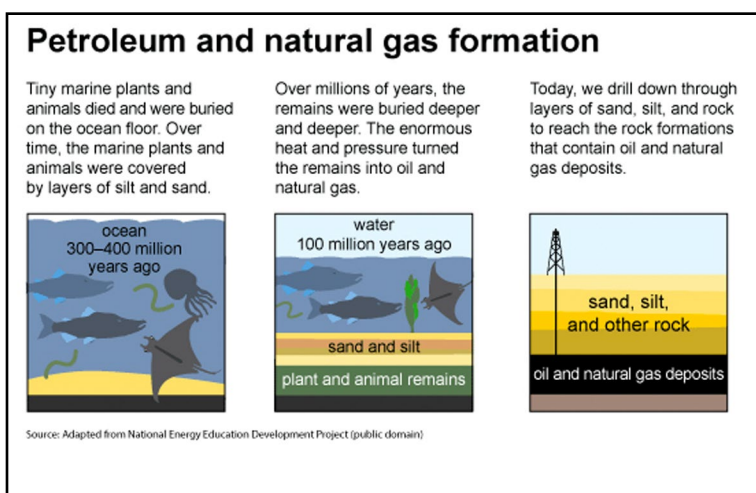 Petroleum and natural gas formation
Tiny marine plants and
animals died and were buried
on the ocean floor. Over
time, the marine plants and
animals were covered
by layers of silt and sand.
Over millions of years, the
remains were buried deeper
and deeper. The enormous
heat and pressure turned
the remains into oil and
natural gas.
Today, we drill down through
layers of sand, silt, and rock
to reach the rock formations
that contain oil and natural
gas deposits.
ocean
300–400 million
years ago
water
100 million years ago
sand and silt
plant and animal remains
sand, silt,
and other rock
oil and natural gas deposits
Source: Adapted from National Energy Education Development Project (public domain)